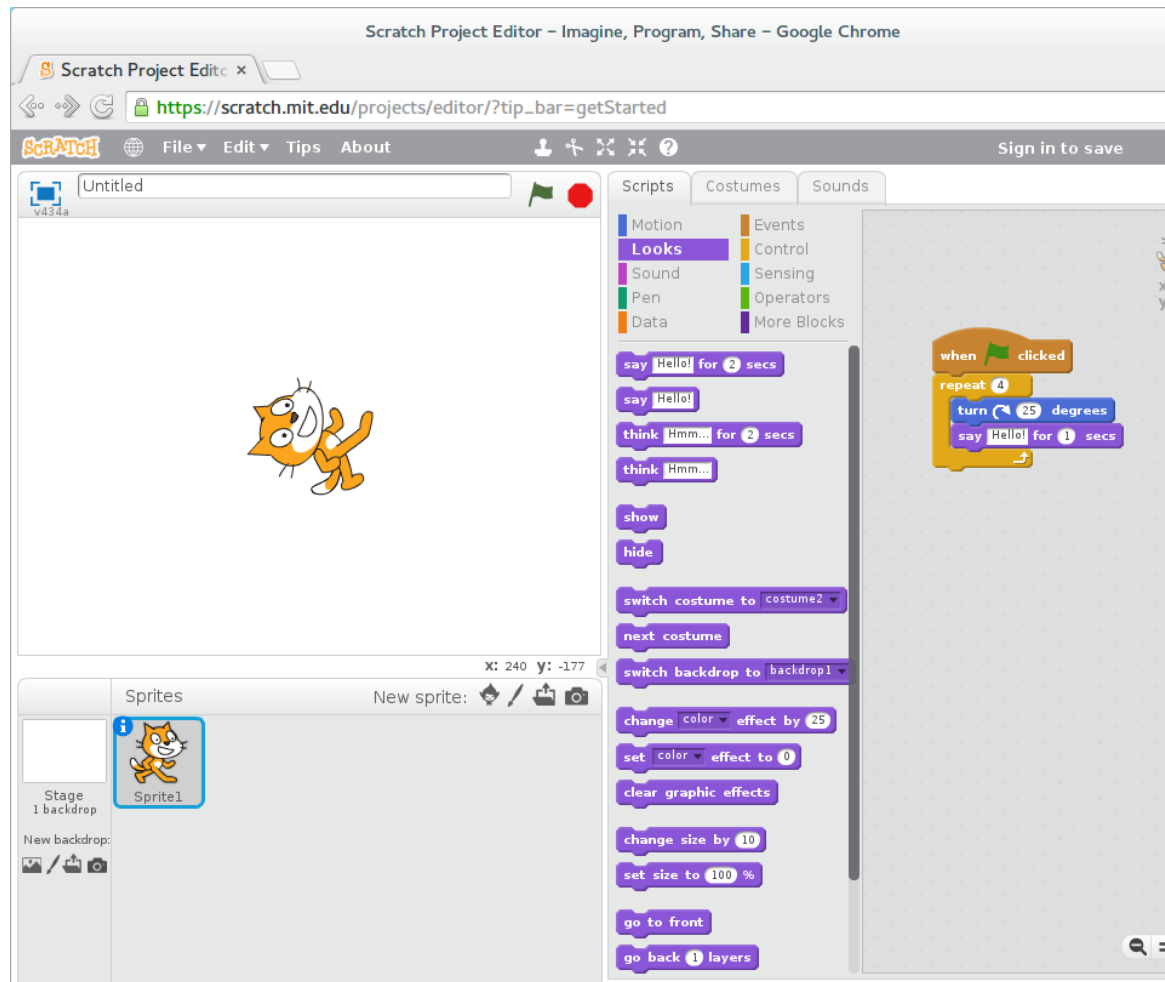 Scratch Project Editor – Imagine, Program, Share – Google Chrome
Scratch Project Edito ×
https://scratch.mit.edu/projects/editor/?tip_bar=getStarted
SCRATCH File ▾ Edit ▾ Tips About Sign in to save
Untitled
v434a
Scripts Costumes Sounds
Motion Events
Looks Control
Sound Sensing
Pen Operators
Data More Blocks
say Hello! for 2 secs
say Hello!
think Hmm... for 2 secs
think Hmm...
show
hide
switch costume to costume2
next costume
switch backdrop to backdrop1
change color effect by 25
set color effect to 0
clear graphic effects
change size by 10
set size to 100 %
go to front
go back 1 layers
when clicked
repeat 4
turn 25 degrees
say Hello! for 1 secs
x
y
X: 240 y: -177
Sprites New sprite:
Stage
1 backdrop
Sprite1
New backdrop: